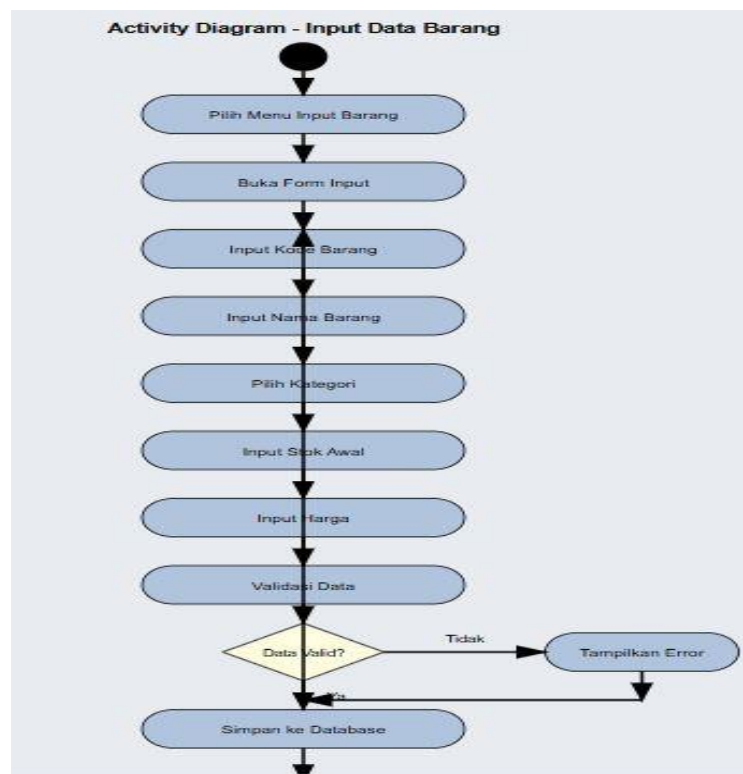 Activity Diagram - Input Data Barang
Pilih Menu Input Barang
Buka Form Input
Input Kode Barang
Input Nama Barang
Pilih Kategori
Input Stok Awal
Input Harga
Validasi Data
Data Valid?
Tidak
Tampilkan Error
Ya
Simpan ke Database